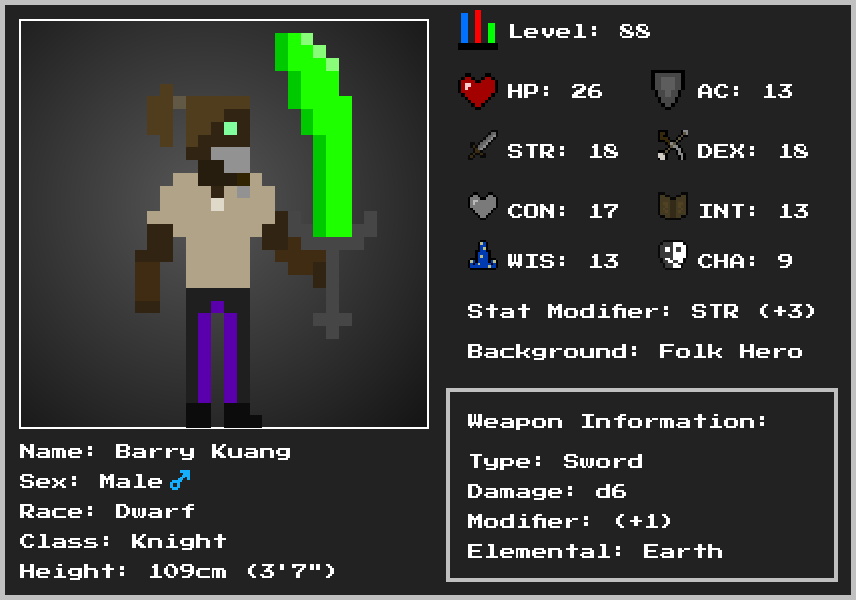 Level: 88
HP: 26
AC: 13
STR: 18
DEX: 18
CON: 17
INT: 13
WIS: 13
CHA: 9
Stat Modifier: STR (+3)
Background: Folk Hero
Name: Barry Kuang
Sex: Male♂
Race: Dwarf
Class: Knight
Height: 109cm (3'7")
Weapon Information:
Type: Sword
Damage: d6
Modifier: (+1)
Elemental: Earth